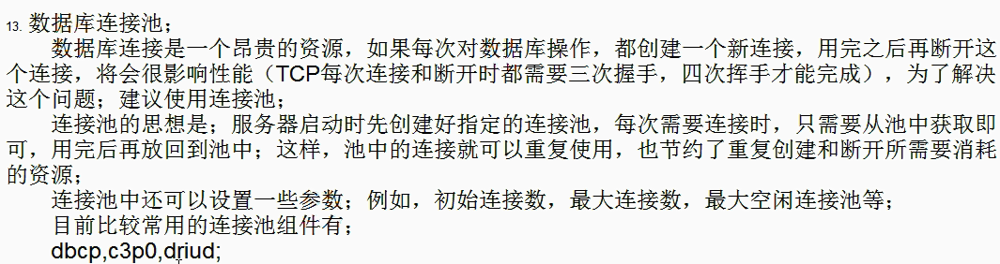 13. 数据库连接池；
数据库连接是一个昂贵的资源，如果每次对数据库操作，都创建一个新连接，用完之后再断开这
个连接，将会很影响性能（TCP每次连接和断开时都需要三次握手，四次挥手才能完成），为了解决
这个问题；建议使用连接池；
连接池的思想是；服务器启动时先创建好指定的连接池，每次需要连接时，只需要从池中获取即
可，用完后再放回到池中；这样，池中的连接就可以重复使用，也节约了重复创建和断开所需要消耗
的资源；
连接池中还可以设置一些参数；例如，初始连接数，最大连接数，最大空闲连接池等；
目前比较常用的连接池组件有；
dbcp,c3p0,driud;